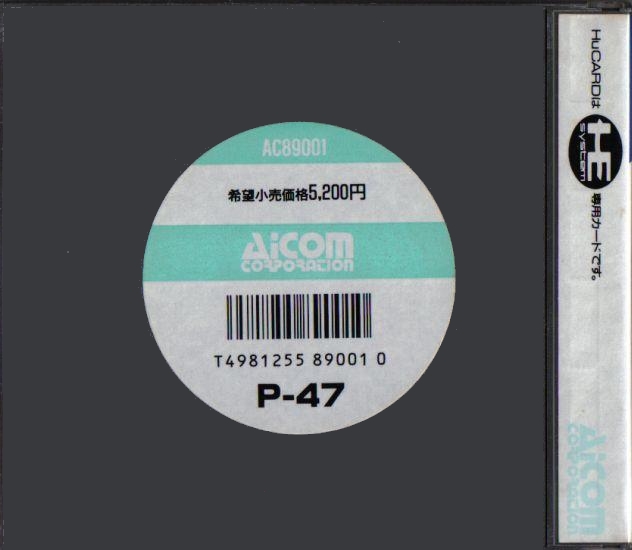 AC89001
希望小売価格5,200円
AiCOM
CORPORATION
T4981255 89001 0
P-47
HuCARDは
HE
system
専用カードです。
AiCOM
CORPORATION